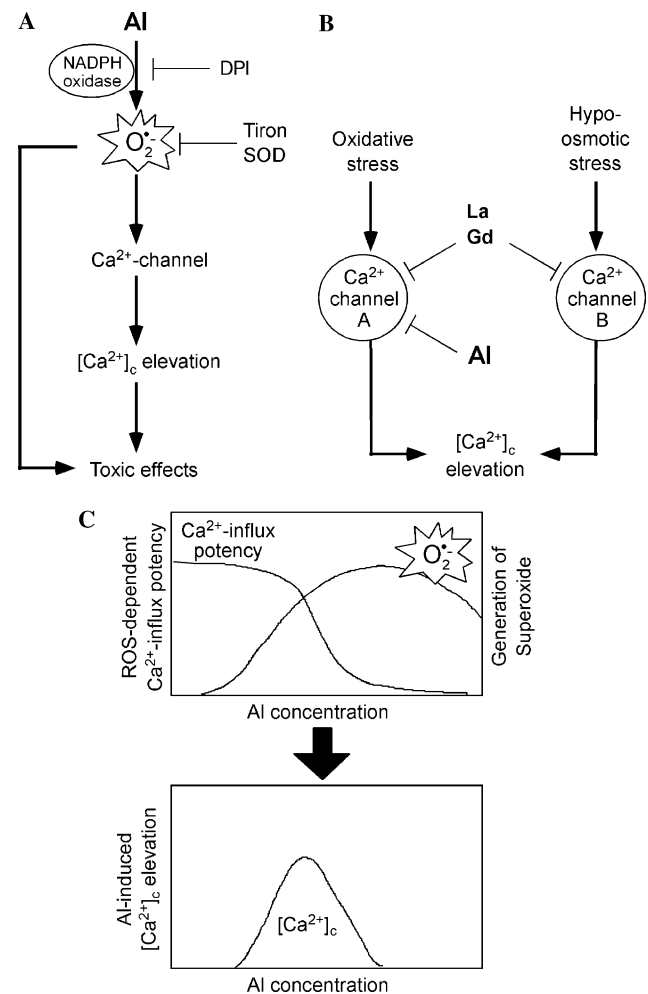 A
Al
NADPH
oxidase
DPI
O₂•−
Tiron
SOD
Ca²⁺-channel
[Ca²⁺]c elevation
Toxic effects
B
Oxidative
stress
Hypo-
osmotic
stress
La
Gd
Ca²⁺
channel
A
Ca²⁺
channel
B
Al
[Ca²⁺]c
elevation
C
ROS-dependent
Ca²⁺-influx potency
Ca²⁺-influx
potency
O₂•−
Generation of
Superoxide
Al concentration
Al-induced
[Ca²⁺]c elevation
[Ca²⁺]c
Al concentration